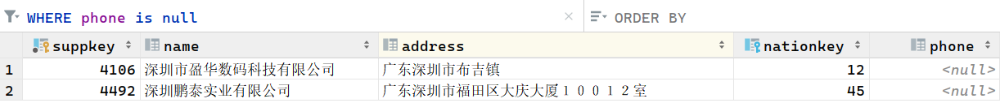 WHERE phone is null ORDER BY
suppkey name address nationkey phone
1 4106 深圳市盈华数码科技有限公司 广东深圳市布吉镇 12 <null>
2 4492 深圳鹏泰实业有限公司 广东深圳市福田区大庆大厦１００１２室 45 <null>